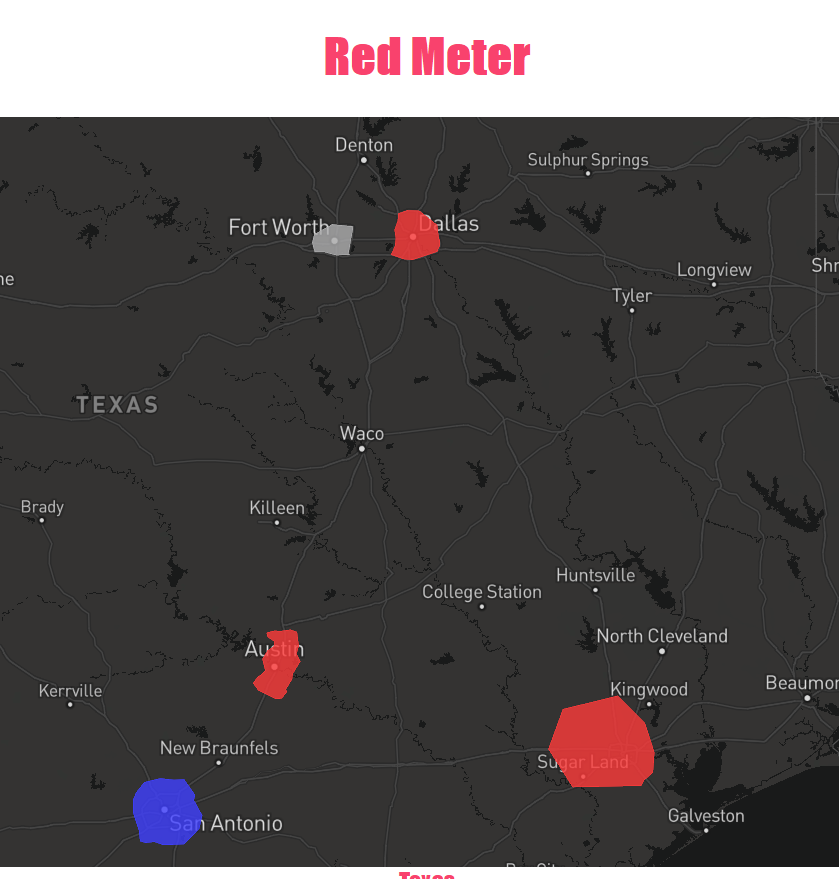 Red Meter
Denton
Sulphur Springs
Fort Worth
Dallas
Longview
Shr
ne
Tyler
TEXAS
Waco
Brady
Killeen
Huntsville
College Station
North Cleveland
Austin
Kerrville
Kingwood
Beaumon
New Braunfels
Sugar Land
San Antonio
Galveston
Texas